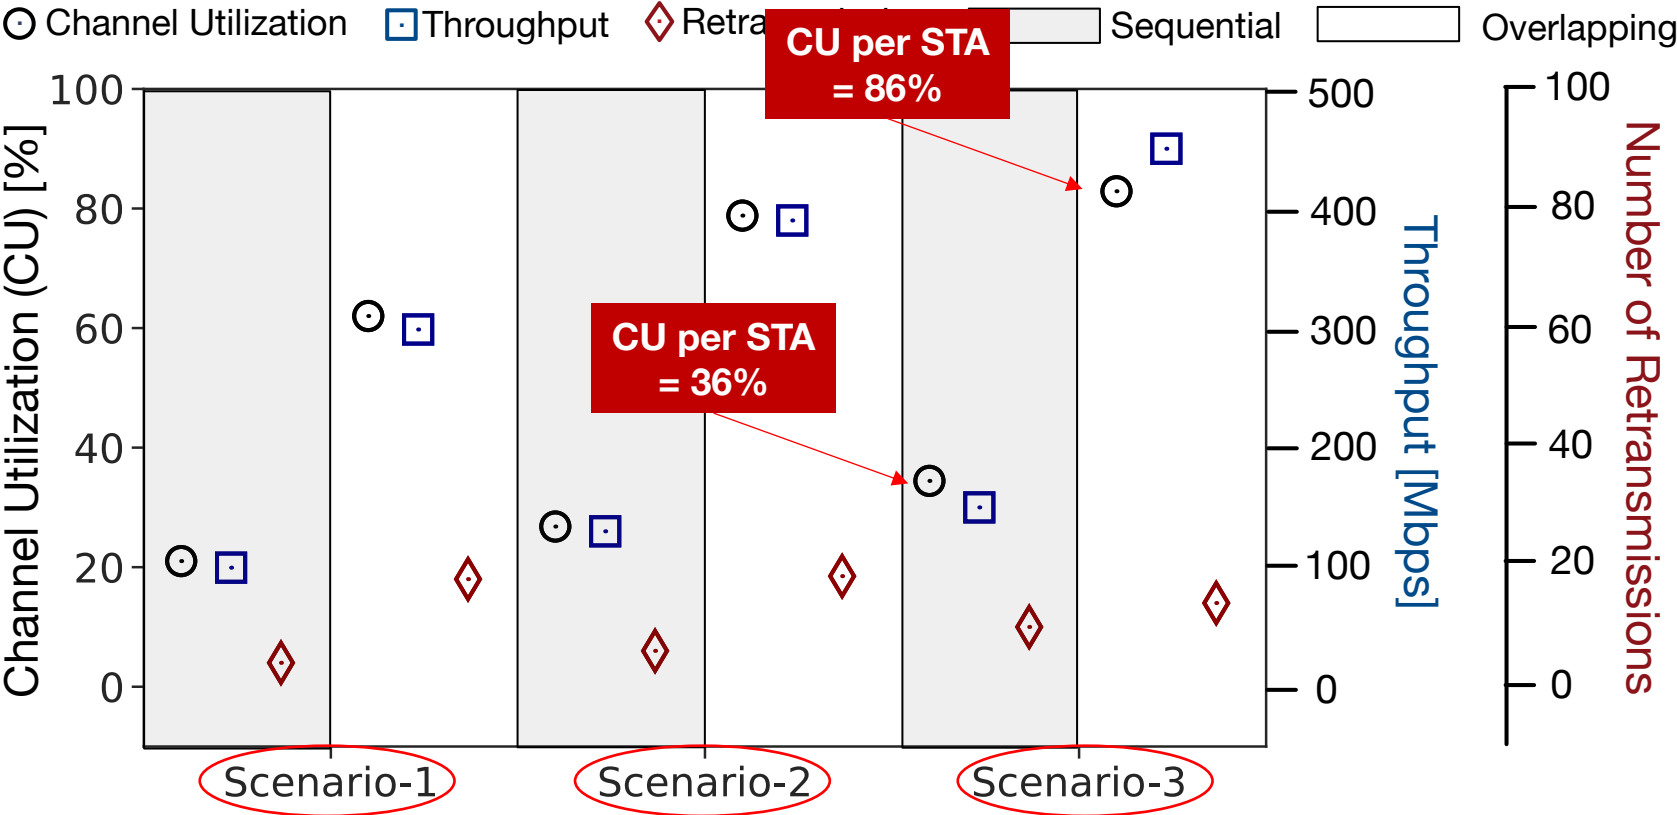 Channel Utilization
Throughput
Sequential
Overlapping
CU per STA
= 86%
CU per STA
= 36%
Channel Utilization (CU) [%]
100
80
60
40
20
0
500
400
300
200
100
0
Throughput [Mbps]
100
80
60
40
20
0
Number of Retransmissions
Scenario-1
Scenario-2
Scenario-3